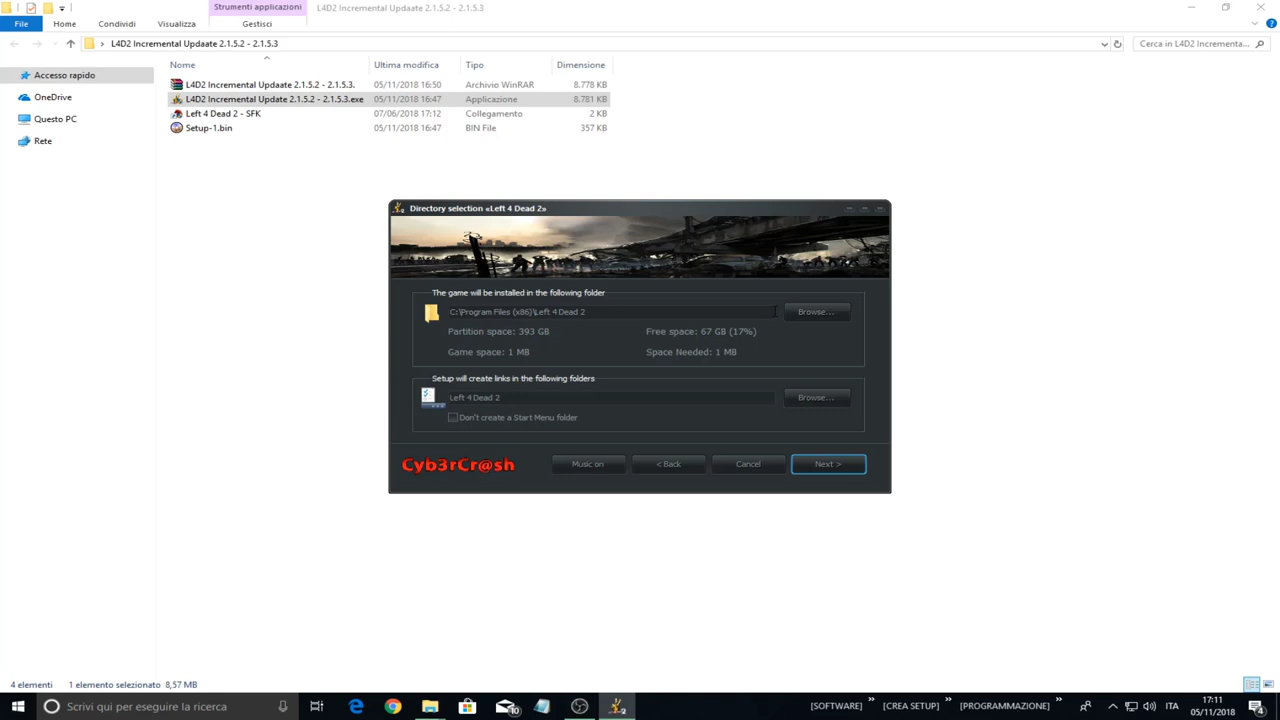 Strumenti applicazioni
L4D2 Incremental Updaate 2.1.5.2 - 2.1.5.3
File
Home
Condividi
Visualizza
Gestisci
L4D2 Incremental Updaate 2.1.5.2 - 2.1.5.3
Cerca in L4D2 Incrementa...
Accesso rapido
OneDrive
Questo PC
Rete
Nome
Ultima modifica
Tipo
Dimensione
L4D2 Incremental Updaate 2.1.5.2 - 2.1.5.3.
05/11/2018 16:50
Archivio WinRAR
8.778 KB
L4D2 Incremental Update 2.1.5.2 - 2.1.5.3.exe
05/11/2018 16:47
Applicazione
8.781 KB
Left 4 Dead 2 - SFK
07/06/2018 17:12
Collegamento
2 KB
Setup-1.bin
05/11/2018 16:47
BIN File
357 KB
Directory selection «Left 4 Dead 2»
The game will be installed in the following folder
C:\Program Files (x86)\Left 4 Dead 2
Browse...
Partition space: 393 GB
Free space: 67 GB (17%)
Game space: 1 MB
Space Needed: 1 MB
Setup will create links in the following folders
Left 4 Dead 2
Browse...
Don't create a Start Menu folder
Cyb3rCr@sh
Music on
< Back
Cancel
Next >
4 elementi
1 elemento selezionato 8,57 MB
Scrivi qui per eseguire la ricerca
10
[SOFTWARE]
»
[CREA SETUP]
»
[PROGRAMMAZIONE]
»
ITA
17:11
05/11/2018
4